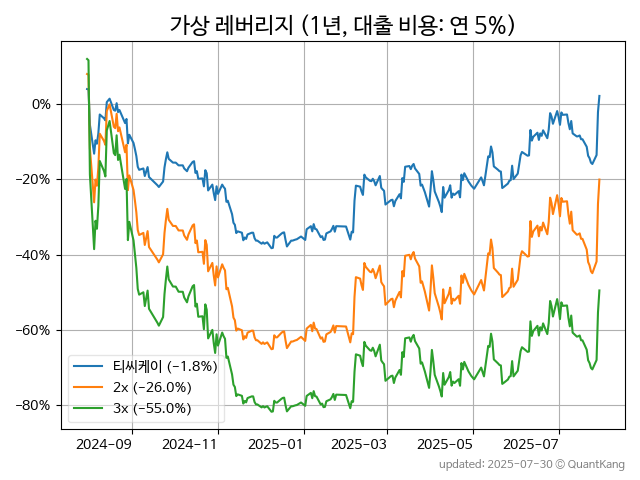 가상 레버리지 (1년, 대출 비용: 연 5%)
0%
−20%
−40%
−60%
−80%
티씨케이 (−1.8%)
2x (−26.0%)
3x (−55.0%)
2024−09 2024−11 2025−01 2025−03 2025−05 2025−07
updated: 2025-07-30 © QuantKang